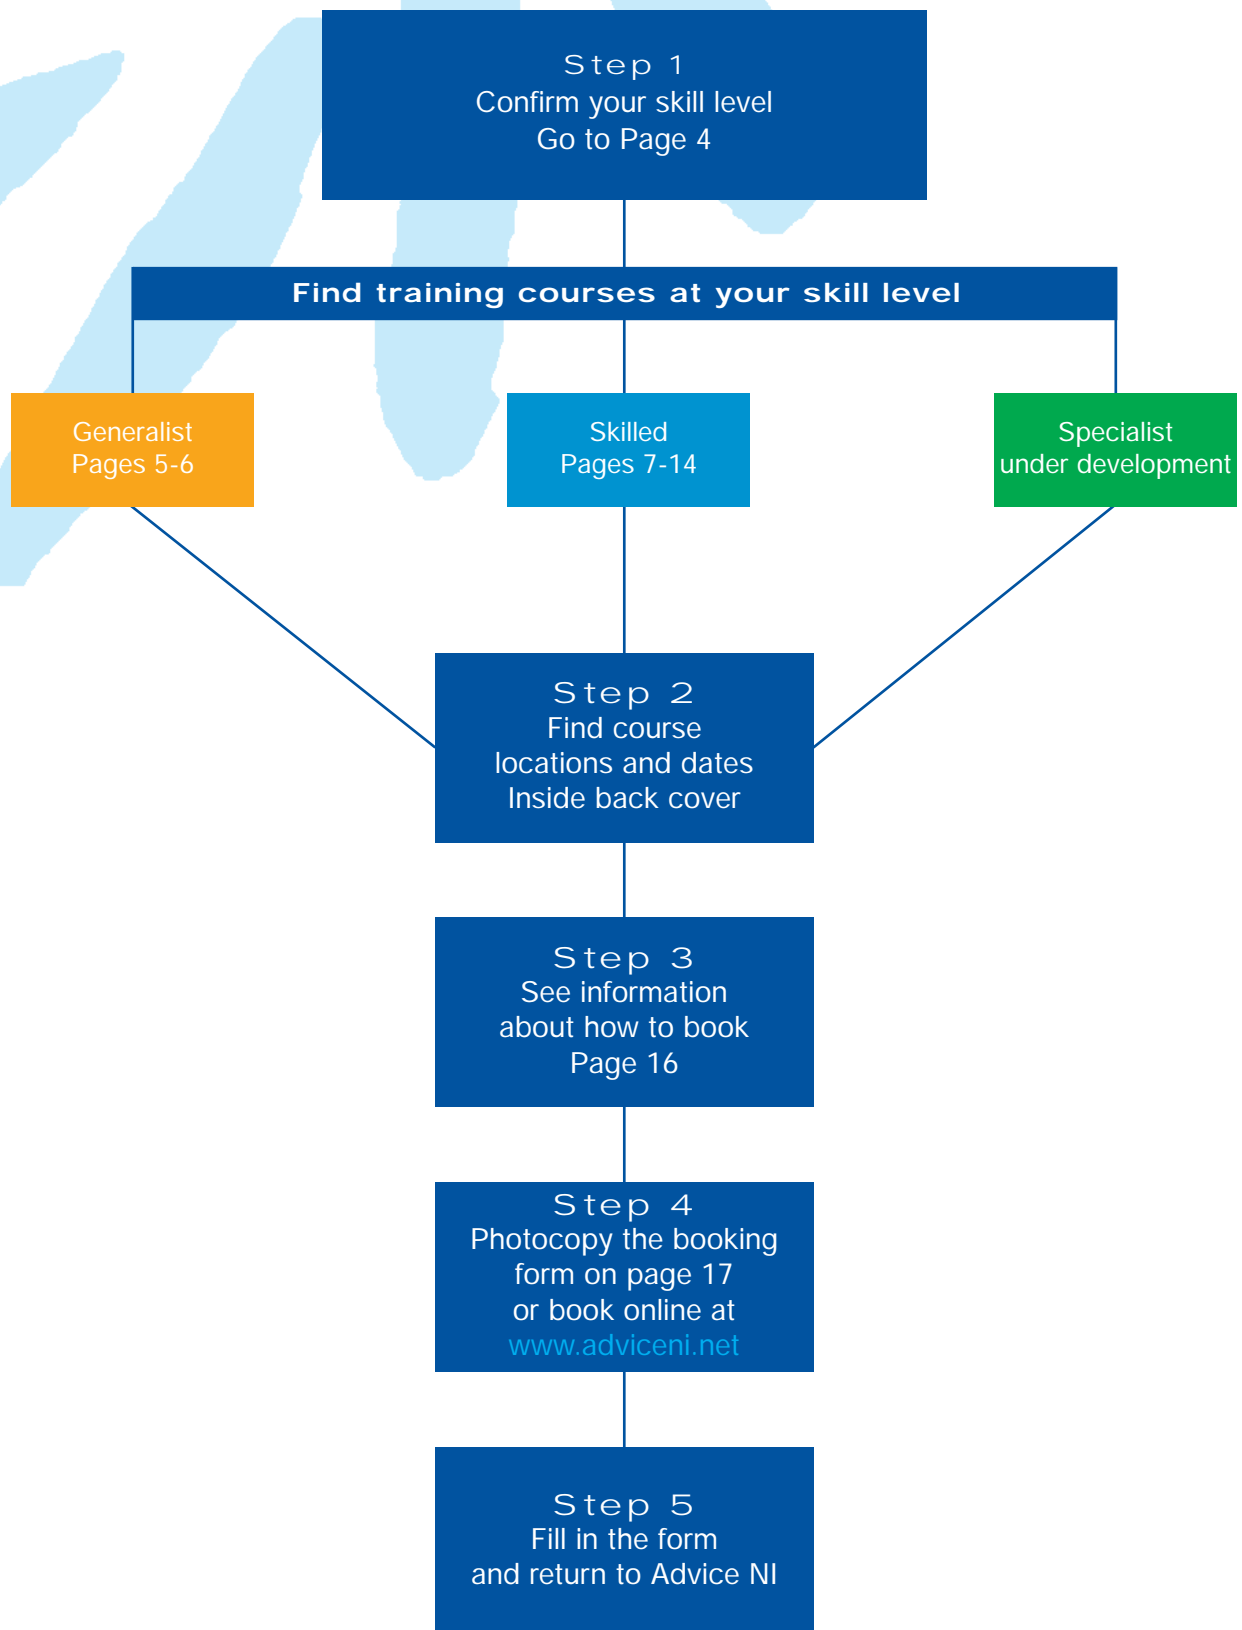 Step 1
Confirm your skill level
Go to Page 4
Find training courses at your skill level
Generalist
Pages 5-6
Skilled
Pages 7-14
Specialist
under development
Step 2
Find course
locations and dates
Inside back cover
Step 3
See information
about how to book
Page 16
Step 4
Photocopy the booking
form on page 17
or book online at
www.adviceni.net
Step 5
Fill in the form
and return to Advice NI